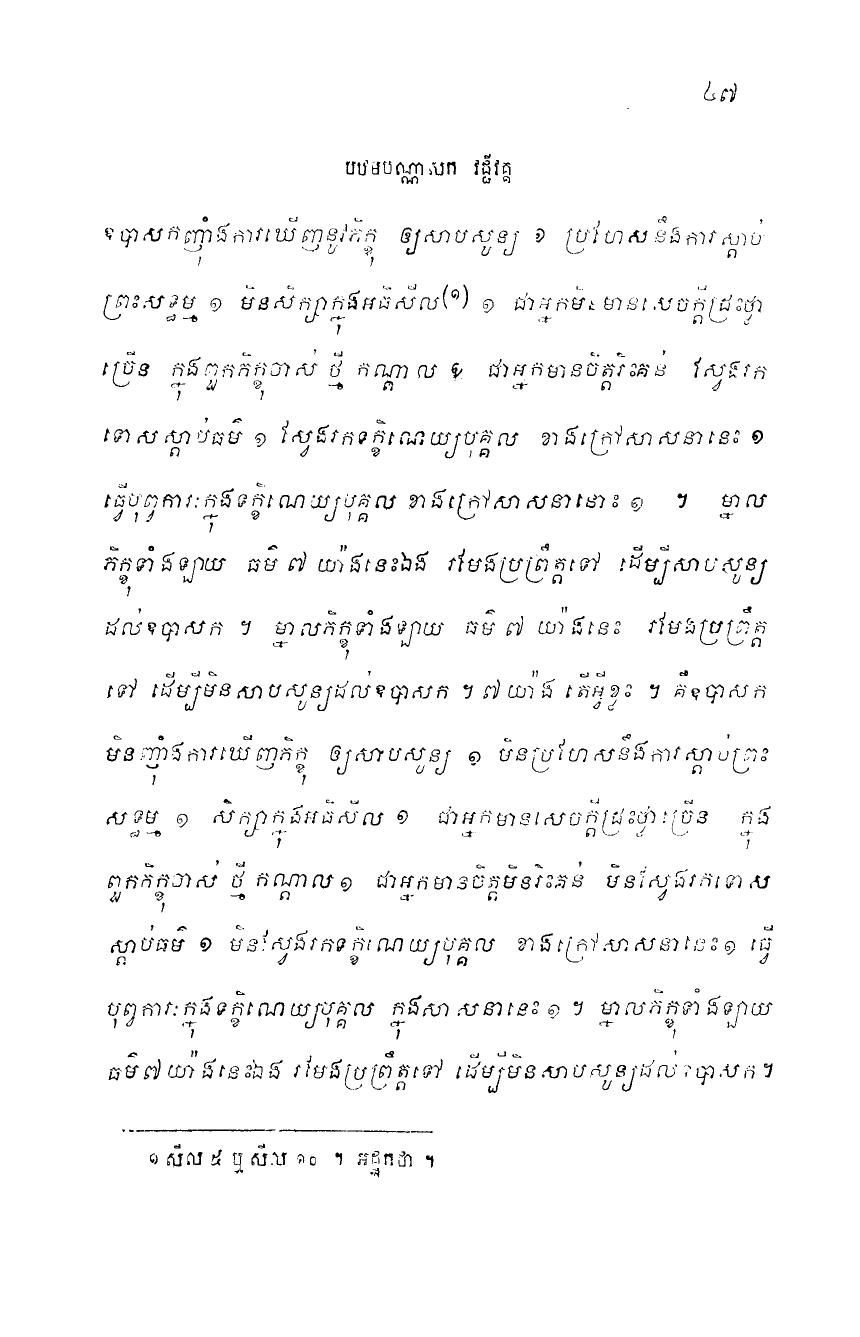 ៤៧
បឋមបណ្ណាសក វជ្ជីវគ្គ
ឧបាសកញុំាងការឃើញនូវភិក្ខុ ឲ្យសាបសូន្យ ១ ប្រហែសនឹងការស្តាប់
ព្រះសទ្ធម្ម ១ មិនសិក្សាក្នុងអធិសីល(១) ១ ជាអ្នកមិនមានសេចក្តីជ្រះថ្លា
ច្រើន ក្នុងពួកភិក្ខុចាស់ ថ្មី កណ្តាល ១ ជាអ្នកមានចិត្តរិះគន់ ស្វែងរក
ទោសស្តាប់ធម៌ ១ ស្វែងរកទក្ខិណេយ្យបុគ្គល ខាងក្រៅសាសនានេះ ១
ធ្វើបុព្វការៈក្នុងទក្ខិណេយ្យបុគ្គល ខាងក្រៅសាសនានោះ ១ ។ ម្នាល
ភិក្ខុទាំងឡាយ ធម៌ ៧ យ៉ាងនេះឯង រមែងប្រព្រឹត្តទៅ ដើម្បីសាបសូន្យ
ដល់ឧបាសក ។ ម្នាលភិក្ខុទាំងឡាយ ធម៌ ៧ យ៉ាងនេះ រមែងប្រព្រឹត្ត
ទៅ ដើម្បីមិនសាបសូន្យដល់ឧបាសក ។ ៧ យ៉ាង តើអ្វីខ្លះ ។ គឺឧបាសក
មិនញុំាងការឃើញភិក្ខុ ឲ្យសាបសូន្យ ១ មិនប្រហែសនឹងការស្តាប់ព្រះ
សទ្ធម្ម ១ សិក្សាក្នុងអធិសីល ១ ជាអ្នកមានសេចក្តីជ្រះថ្លាច្រើន ក្នុង
ពួកភិក្ខុចាស់ ថ្មី កណ្តាល ១ ជាអ្នកមានចិត្តមិនរិះគន់ មិនស្វែងរកទោស
ស្តាប់ធម៌ ១ មិនស្វែងរកទក្ខិណេយ្យបុគ្គល ខាងក្រៅសាសនានេះ ១ ធ្វើ
បុព្វការៈក្នុងទក្ខិណេយ្យបុគ្គល ក្នុងសាសនានេះ ១ ។ ម្នាលភិក្ខុទាំងឡាយ
ធម៌ ៧ យ៉ាងនេះឯង រមែងប្រព្រឹត្តទៅ ដើម្បីមិនសាបសូន្យដល់ឧបាសក។
១ សីល ៥ ឬ សីល ១០ ។ អដ្ឋកថា ។